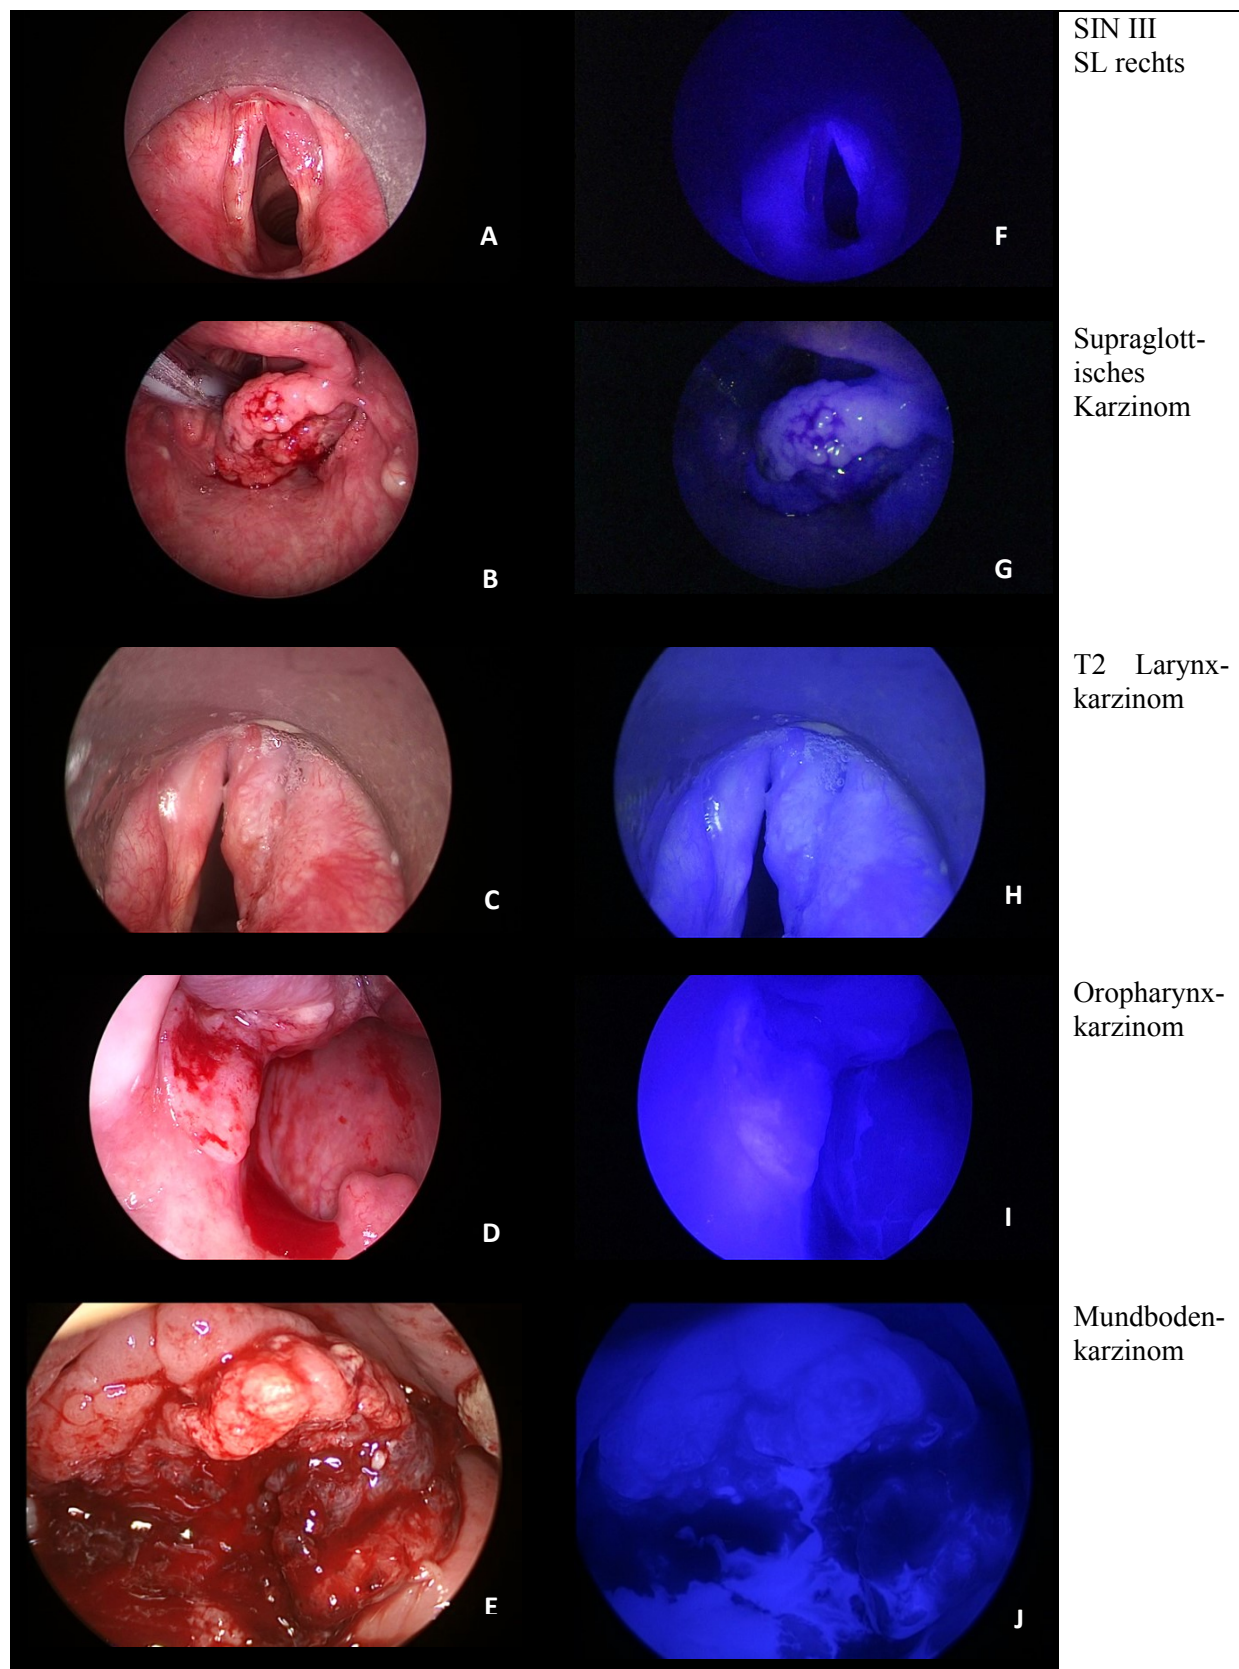 SIN III
SL rechts
A
F
Supraglott-
isches
Karzinom
B
G
T2 Larynx-
karzinom
C
H
Oropharynx-
karzinom
D
I
Mundboden-
karzinom
E
J